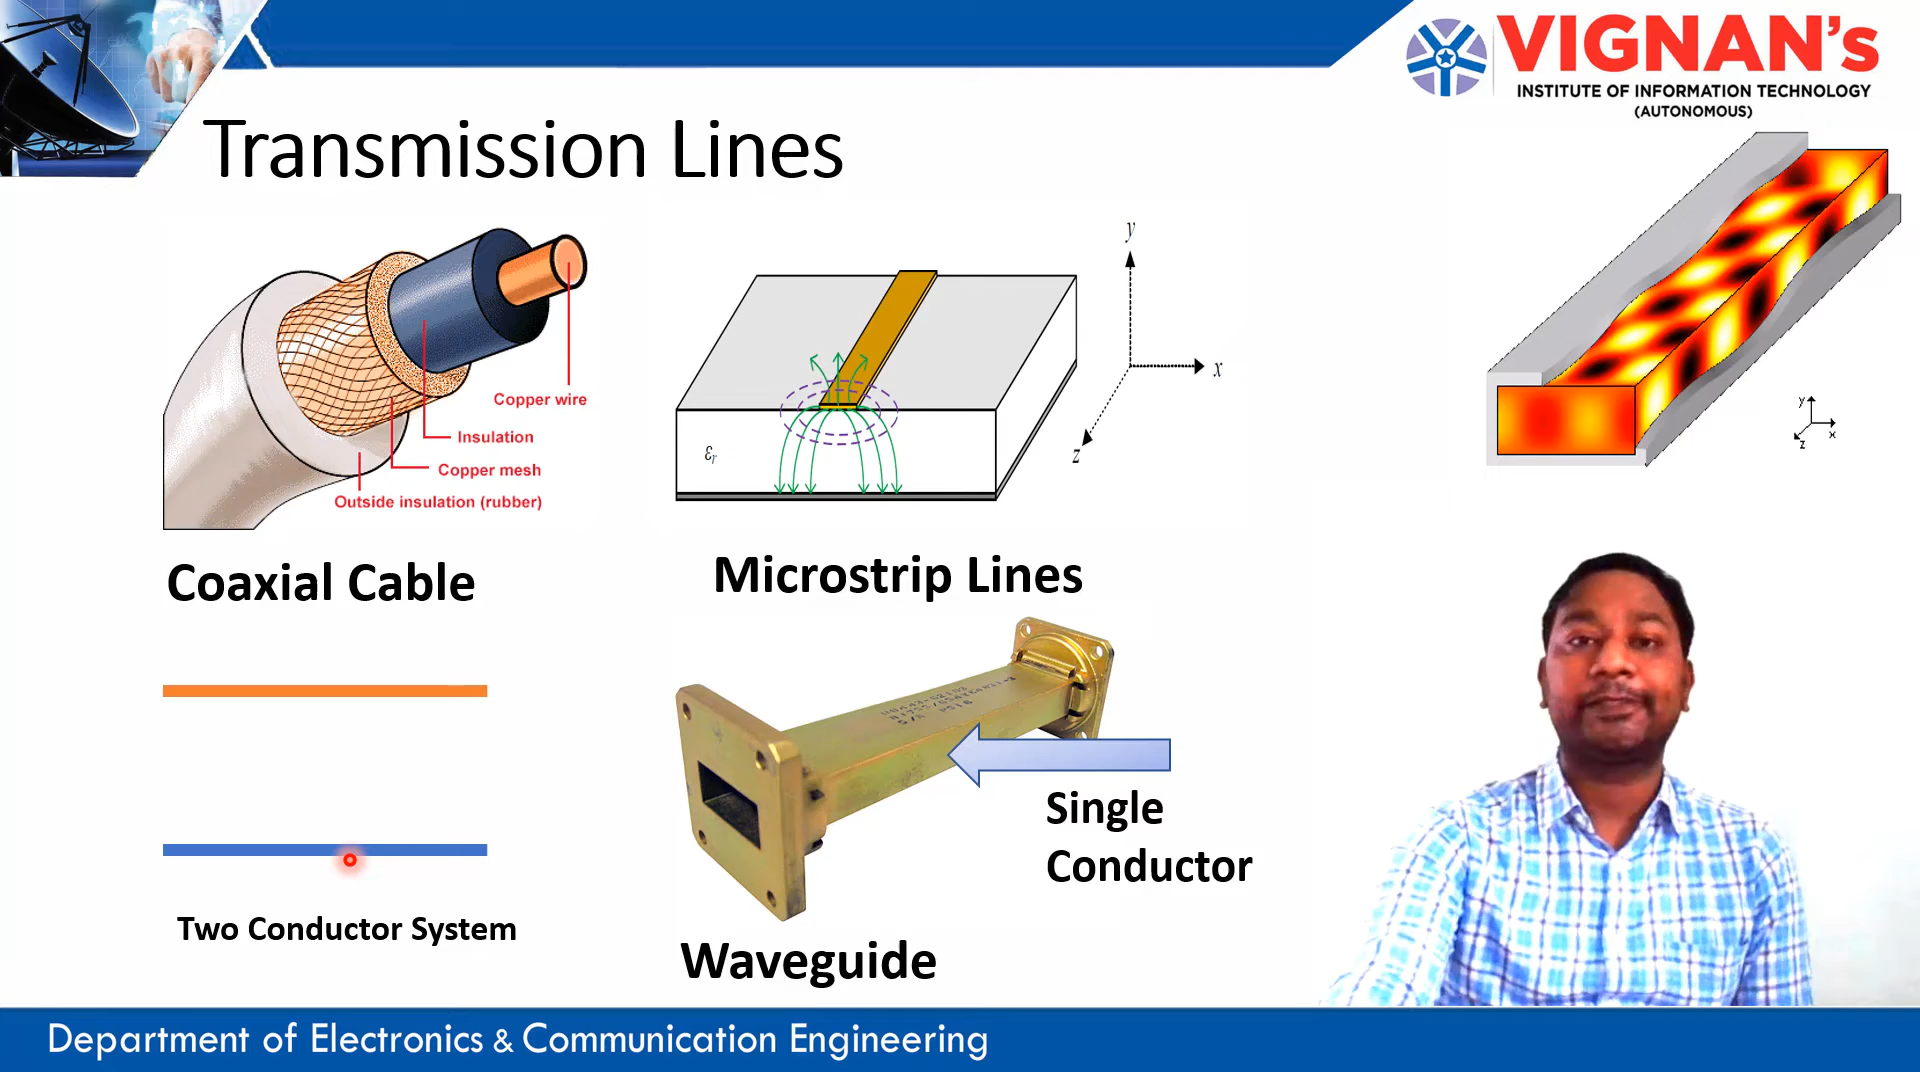 VIGNAN's
INSTITUTE OF INFORMATION TECHNOLOGY
(AUTONOMOUS)
Transmission Lines
Copper wire
Insulation
Copper mesh
Outside insulation (rubber)
εr
y
x
z
y
x
z
Coaxial Cable
Microstrip Lines
Single
Conductor
Two Conductor System
Waveguide
Department of Electronics & Communication Engineering